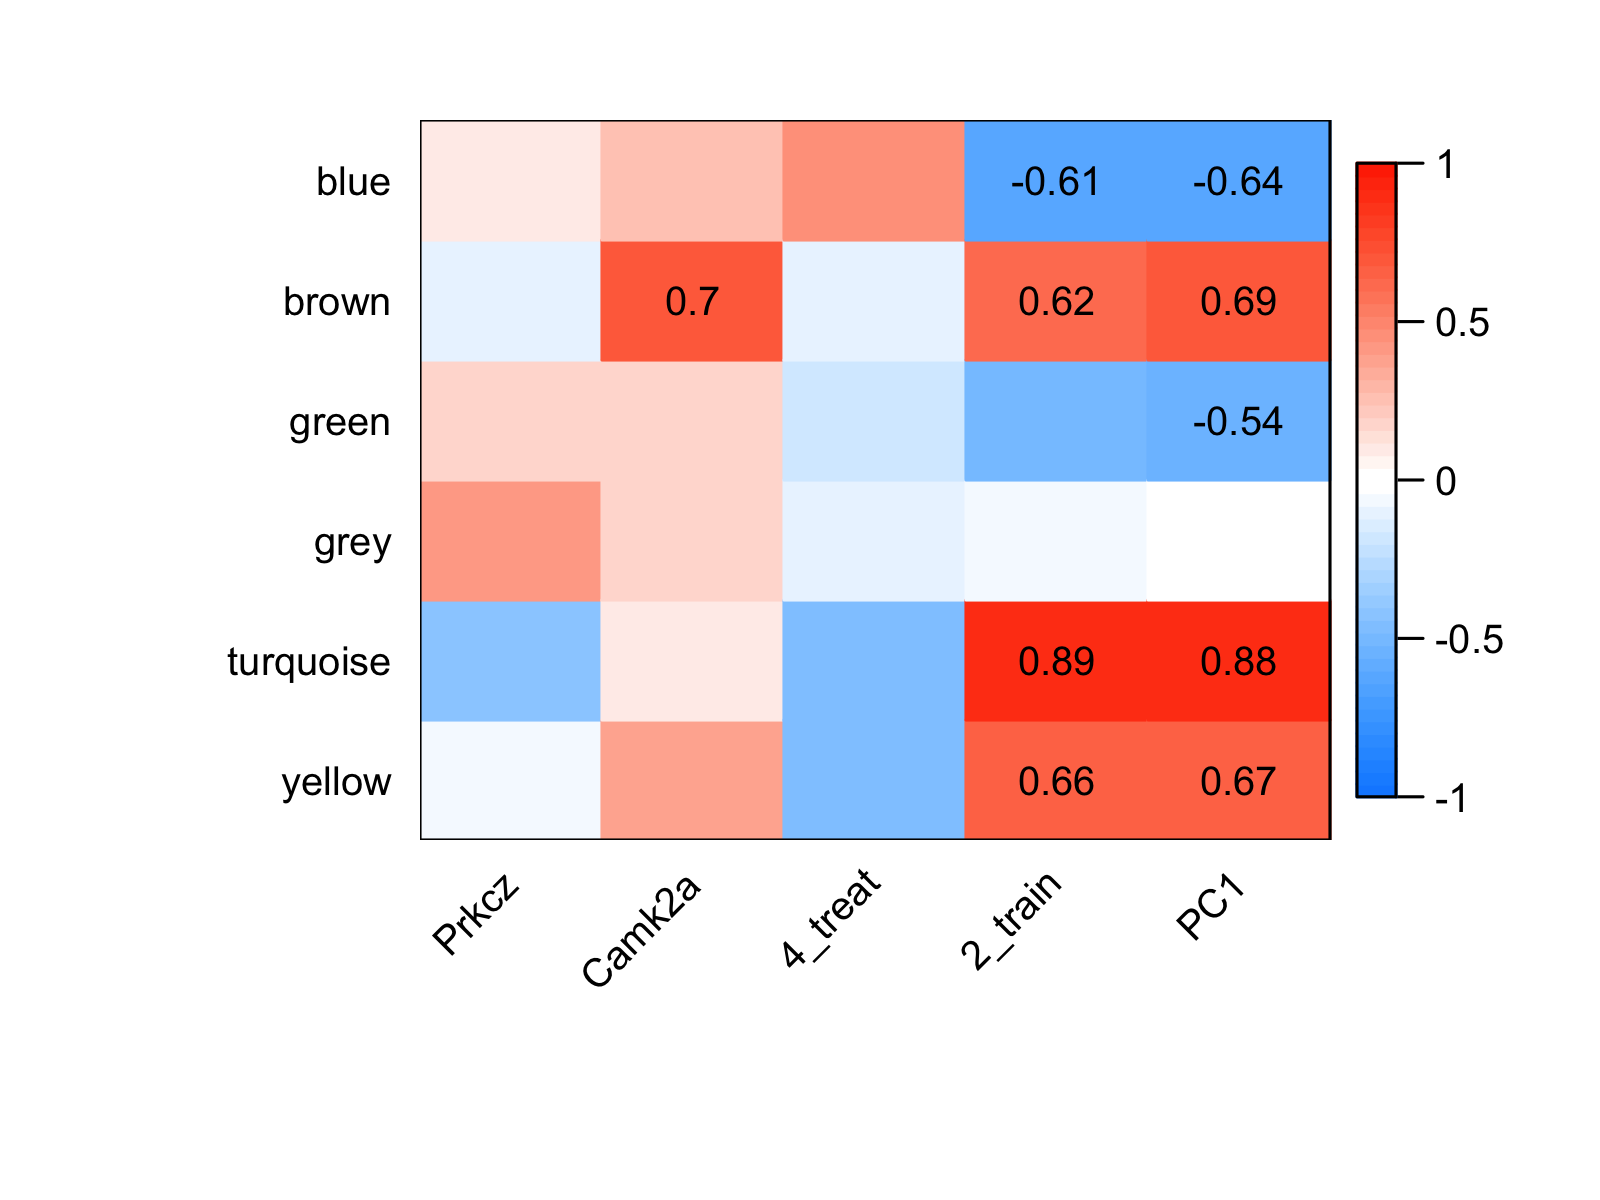 blue -0.61 -0.64
brown 0.7 0.62 0.69
green -0.54
grey
turquoise 0.89 0.88
yellow 0.66 0.67
Prkcz Camk2a 4_treat 2_train PC1
1
0.5
0
-0.5
-1